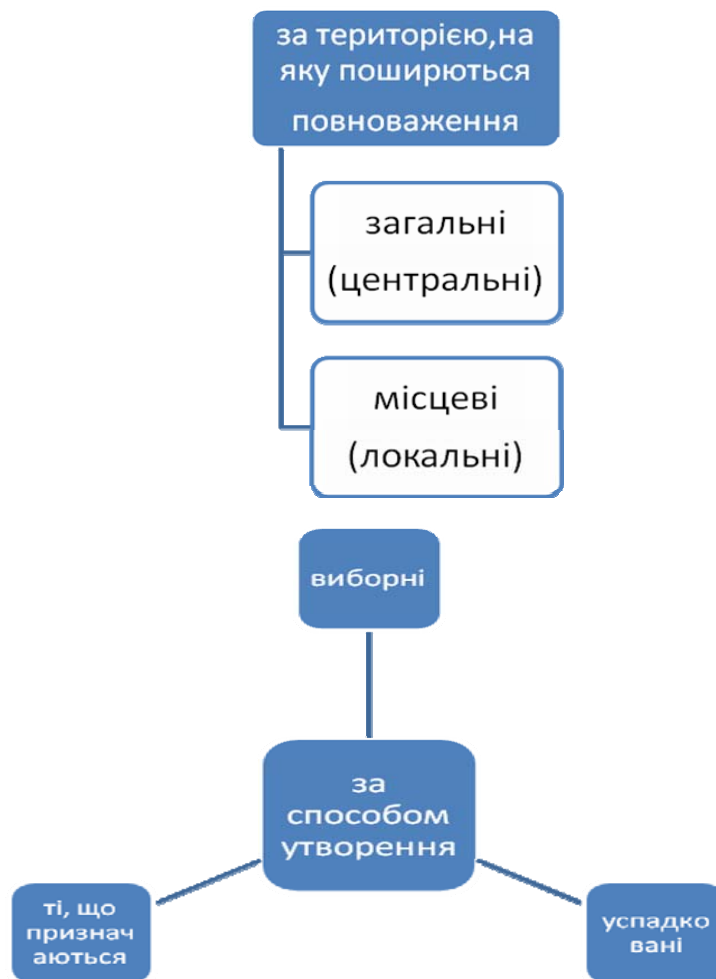 за територією,на
яку поширються
повноваження
загальні
(центральні)
місцеві
(локальні)
виборні
за
способом
утворення
ті, що
признач
аються
успадко
вані